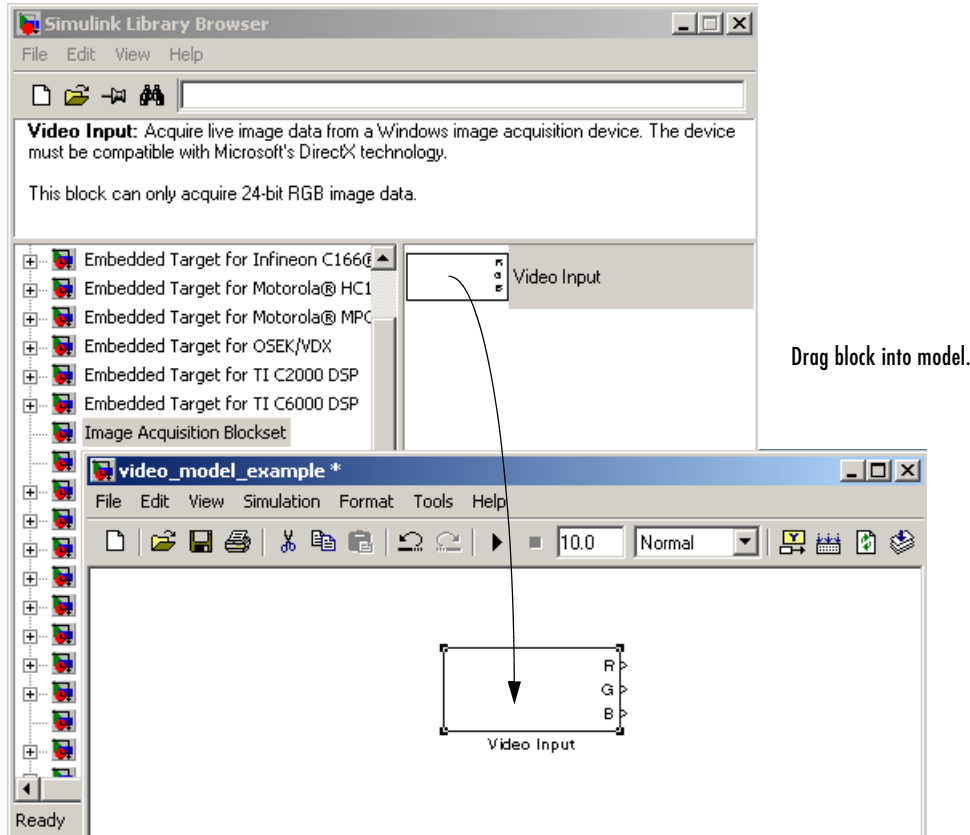 Simulink Library Browser
File Edit View Help
Video Input: Acquire live image data from a Windows image acquisition device. The device
must be compatible with Microsoft's DirectX technology.
This block can only acquire 24-bit RGB image data.
Embedded Target for Infineon C166®
Embedded Target for Motorola® HC1
Embedded Target for Motorola® MPC
Embedded Target for OSEK/VDX
Embedded Target for TI C2000 DSP
Embedded Target for TI C6000 DSP
Image Acquisition Blockset
R
G
B
Video Input
Drag block into model.
video_model_example *
File Edit View Simulation Format Tools Help
10.0 Normal
R
G
B
Video Input
Ready